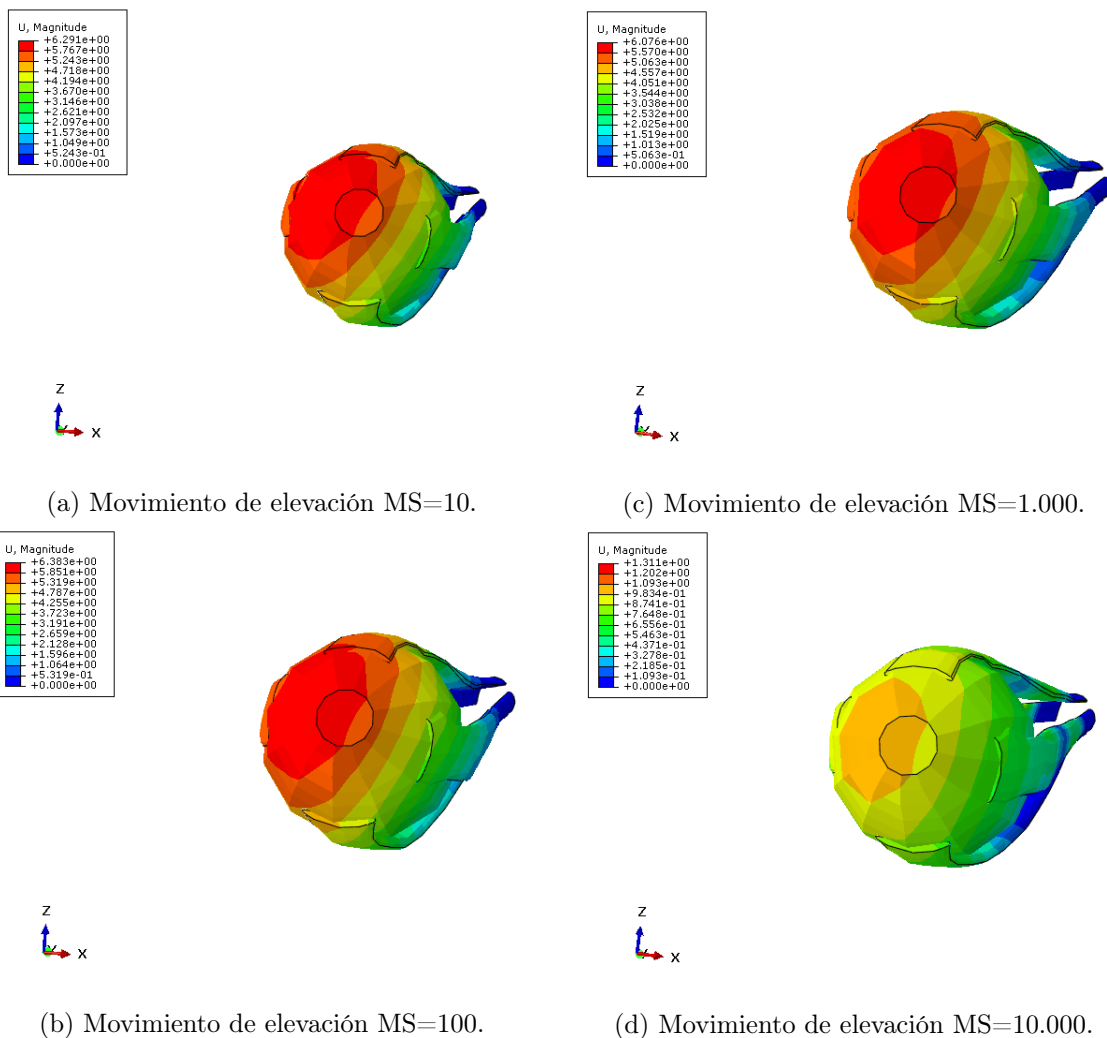 U, Magnitude
+6.291e+00
+5.767e+00
+5.243e+00
+4.718e+00
+4.194e+00
+3.670e+00
+3.146e+00
+2.621e+00
+2.097e+00
+1.573e+00
+1.049e+00
+5.243e-01
+0.000e+00
Z
Y
X
(a) Movimiento de elevación MS=10.
U, Magnitude
+6.076e+00
+5.570e+00
+5.063e+00
+4.557e+00
+4.051e+00
+3.544e+00
+3.038e+00
+2.532e+00
+2.025e+00
+1.519e+00
+1.013e+00
+5.063e-01
+0.000e+00
Z
Y
X
(c) Movimiento de elevación MS=1.000.
U, Magnitude
+6.383e+00
+5.851e+00
+5.319e+00
+4.787e+00
+4.255e+00
+3.723e+00
+3.191e+00
+2.659e+00
+2.128e+00
+1.596e+00
+1.064e+00
+5.319e-01
+0.000e+00
Z
Y
X
(b) Movimiento de elevación MS=100.
U, Magnitude
+1.311e+00
+1.202e+00
+1.093e+00
+9.834e-01
+8.741e-01
+7.648e-01
+6.556e-01
+5.463e-01
+4.371e-01
+3.278e-01
+2.185e-01
+1.093e-01
+0.000e+00
Z
Y
X
(d) Movimiento de elevación MS=10.000.